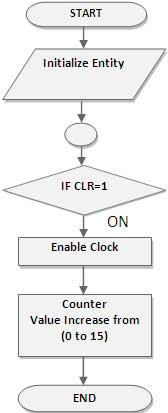 START
Initialize Entity
IF CLR=1
ON
Enable Clock
Counter
Value Increase from
(0 to 15)
END